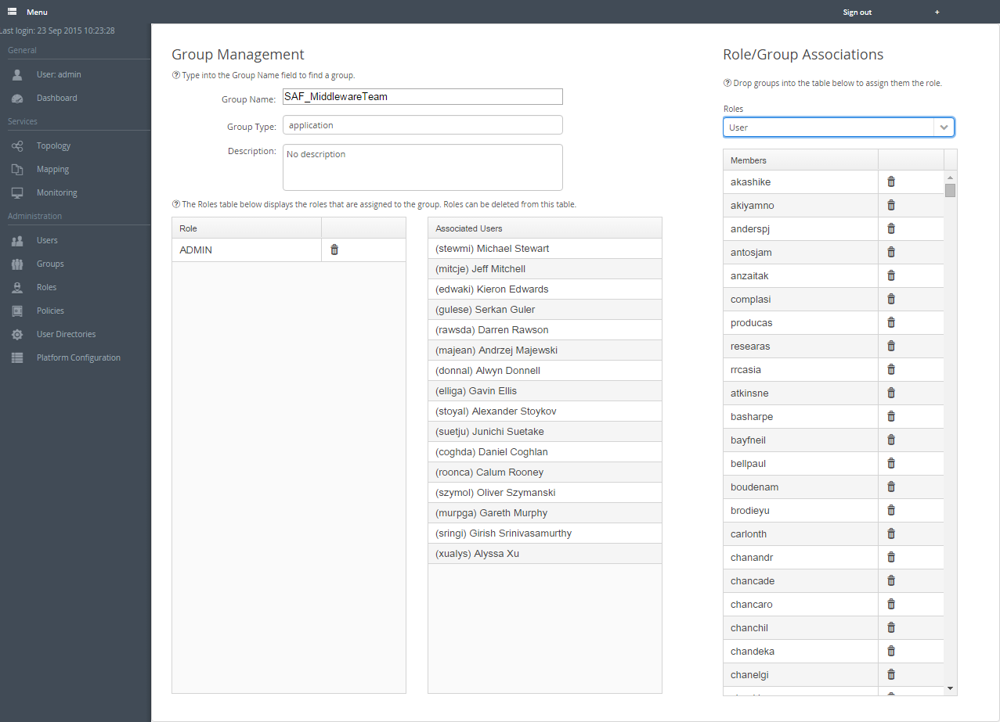 Menu
Sign out
+
Last login: 23 Sep 2015 10:23:28
General
User: admin
Dashboard
Services
Topology
Mapping
Monitoring
Administration
Users
Groups
Roles
Policies
User Directories
Platform Configuration
Group Management
? Type into the Group Name field to find a group.
Group Name: SAF_MiddlewareTeam
Group Type: application
Description: No description
? The Roles table below displays the roles that are assigned to the group. Roles can be deleted from this table.
Role
ADMIN
Associated Users
(stewmi) Michael Stewart
(mitcje) Jeff Mitchell
(edwaki) Kieron Edwards
(gulese) Serkan Guler
(rawsda) Darren Rawson
(majean) Andrzej Majewski
(donnal) Alwyn Donnell
(elliga) Gavin Ellis
(stoyal) Alexander Stoykov
(suetju) Junichi Suetake
(coghda) Daniel Coghlan
(roonca) Calum Rooney
(szymol) Oliver Szymanski
(murpga) Gareth Murphy
(sringi) Girish Srinivasamurthy
(xualys) Alyssa Xu
Role/Group Associations
? Drop groups into the table below to assign them the role.
Roles
User
Members
akashike
akiyamno
anderspj
antosjam
anzaitak
complasi
producas
researas
rrcasia
atkinsne
basharpe
bayfneil
bellpaul
boudenam
brodieyu
carlonth
chanandr
chancade
chancaro
chanchil
chandeka
chanelgi